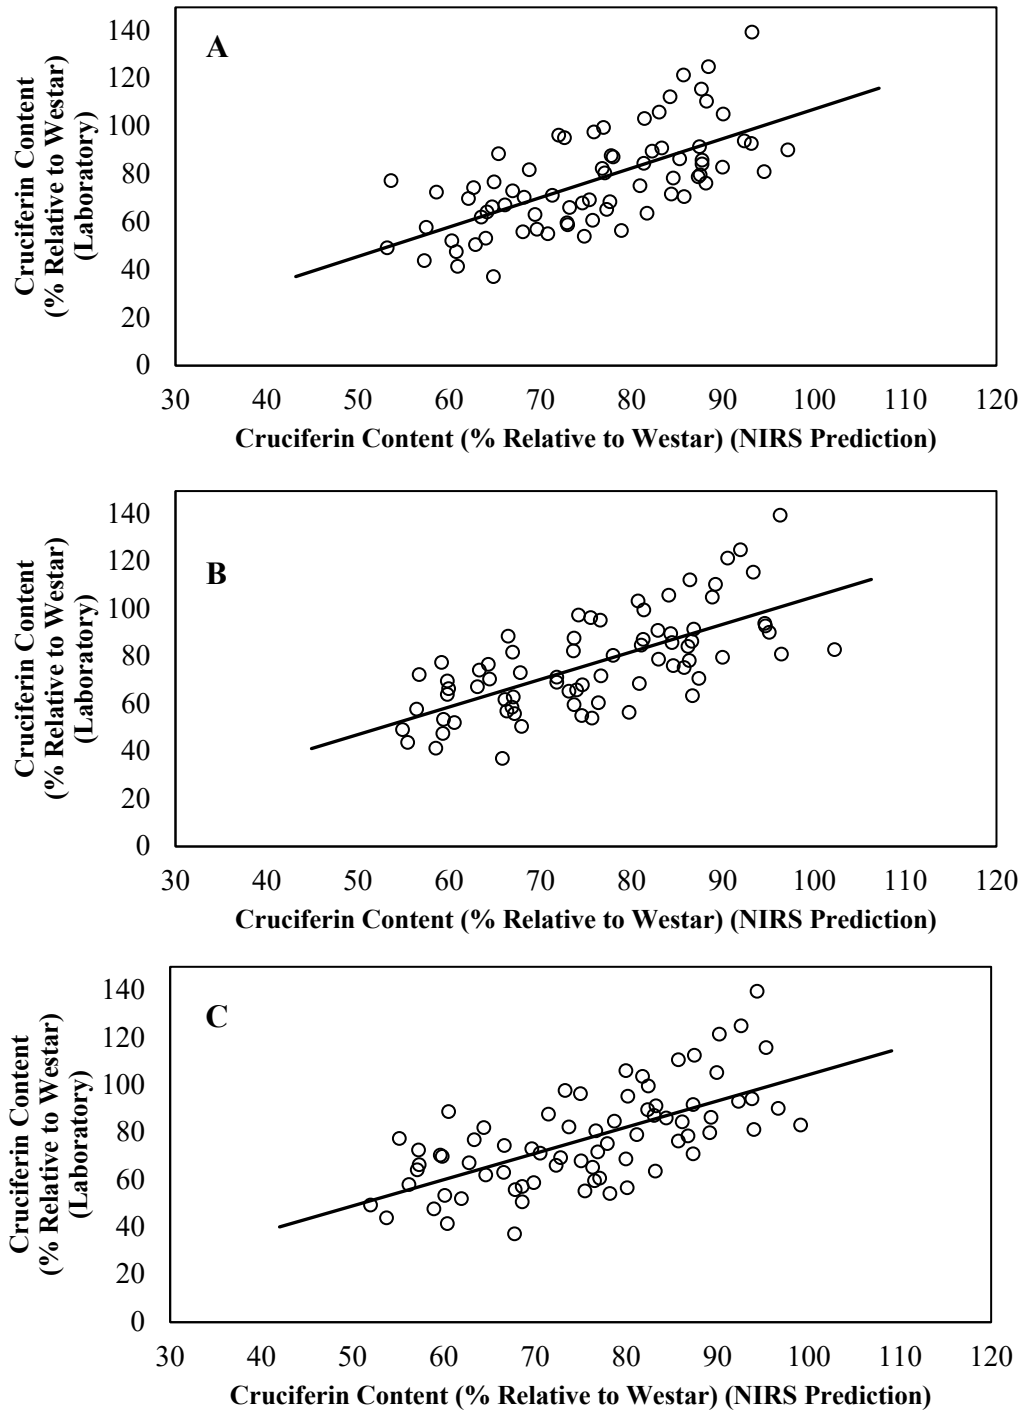 A
Cruciferin Content
(% Relative to Westar)
(Laboratory)
140
120
100
80
60
40
20
0
30 40 50 60 70 80 90 100 110 120
Cruciferin Content (% Relative to Westar) (NIRS Prediction)
B
Cruciferin Content
(% Relative to Westar)
(Laboratory)
140
120
100
80
60
40
20
0
30 40 50 60 70 80 90 100 110 120
Cruciferin Content (% Relative to Westar) (NIRS Prediction)
C
Cruciferin Content
(% Relative to Westar)
(Laboratory)
140
120
100
80
60
40
20
0
30 40 50 60 70 80 90 100 110 120
Cruciferin Content (% Relative to Westar) (NIRS Prediction)